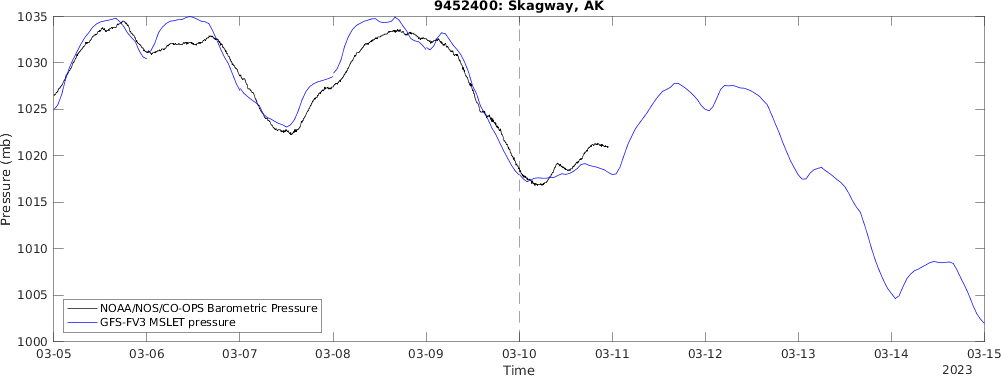 9452400: Skagway, AK
Pressure (mb)
1035
1030
1025
1020
1015
1010
1005
1000
NOAA/NOS/CO-OPS Barometric Pressure
GFS-FV3 MSLET pressure
03-05 03-06 03-07 03-08 03-09 03-10 03-11 03-12 03-13 03-14 03-15
Time
2023